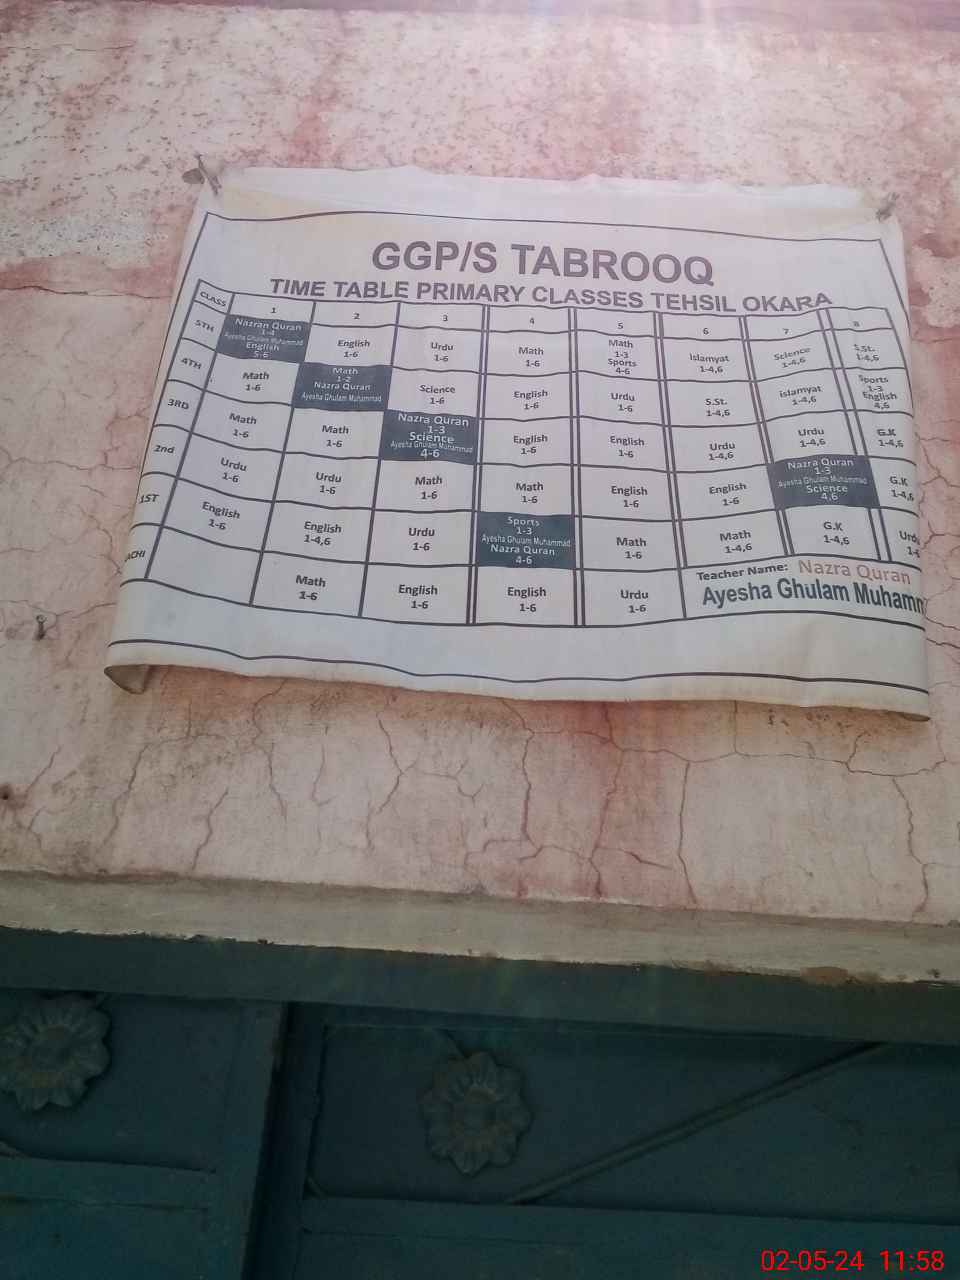 GGP/S TABROOQ
TIME TABLE PRIMARY CLASSES TEHSIL OKARA
CLASS 1 2 3 4 5 6 7 8
5TH
Nazran Quran
1-4
Ayesha Ghulam Muhammad
English
5-6
English
1-6
Urdu
1-6
Math
1-6
Math
1-3
Sports
4-6
Islamyat
1-4,6
Science
1-4,6
S.St.
1-4,6
4TH
Math
1-6
Math
1-2
Nazra Quran
Ayesha Ghulam Muhammad
Science
1-6
English
1-6
Urdu
1-6
S.St.
1-4,6
islamyat
1-4,6
Sports
1-3
English
4,6
3RD
Math
1-6
Math
1-6
Nazra Quran
1-3
Science
Ayesha Ghulam Muhammad
4-6
English
1-6
English
1-6
Urdu
1-4,6
Urdu
1-4,6
G.K
1-4,6
2nd
Urdu
1-6
Urdu
1-6
Math
1-6
Math
1-6
English
1-6
English
1-6
Nazra Quran
1-3
Ayesha Ghulam Muhammad
Science
4,6
G.K
1-4,6
1ST
English
1-6
English
1-4,6
Urdu
1-6
Sports
1-3
Ayesha Ghulam Muhammad
Nazra Quran
4-6
Math
1-6
Math
1-4,6
G.K
1-4,6
Urdu
1-6
ACHI
Math
1-6
English
1-6
English
1-6
Urdu
1-6
Teacher Name: Nazra Quran
Ayesha Ghulam Muhamm
02-05-24 11:58